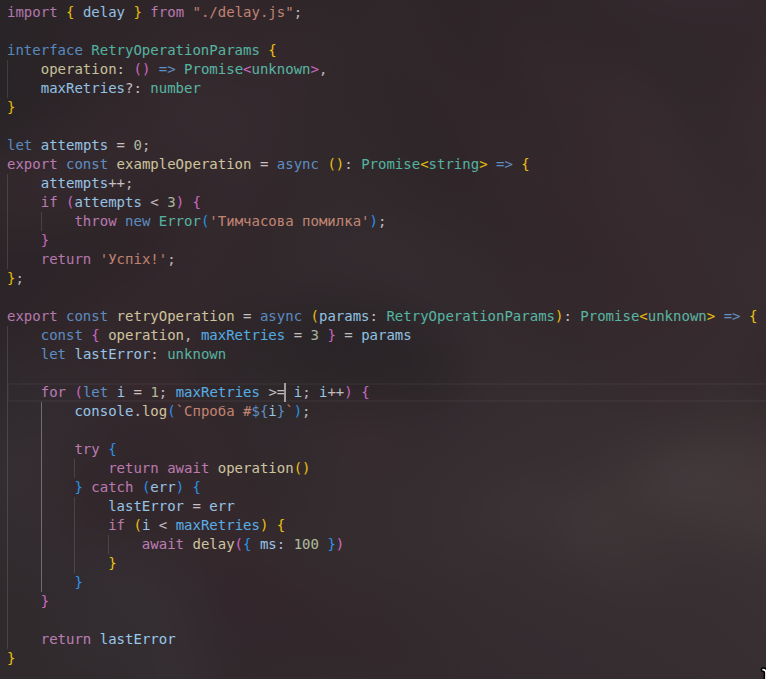 import { delay } from "./delay.js";
interface RetryOperationParams {
operation: () => Promise<unknown>,
maxRetries?: number
}
let attempts = 0;
export const exampleOperation = async (): Promise<string> => {
attempts++;
if (attempts < 3) {
throw new Error('Тимчасова помилка');
}
return 'Успіх!';
};
export const retryOperation = async (params: RetryOperationParams): Promise<unknown> => {
const { operation, maxRetries = 3 } = params
let lastError: unknown
for (let i = 1; maxRetries >= i; i++) {
console.log(`Спроба #${i}`);
try {
return await operation()
} catch (err) {
lastError = err
if (i < maxRetries) {
await delay({ ms: 100 })
}
}
}
return lastError
}